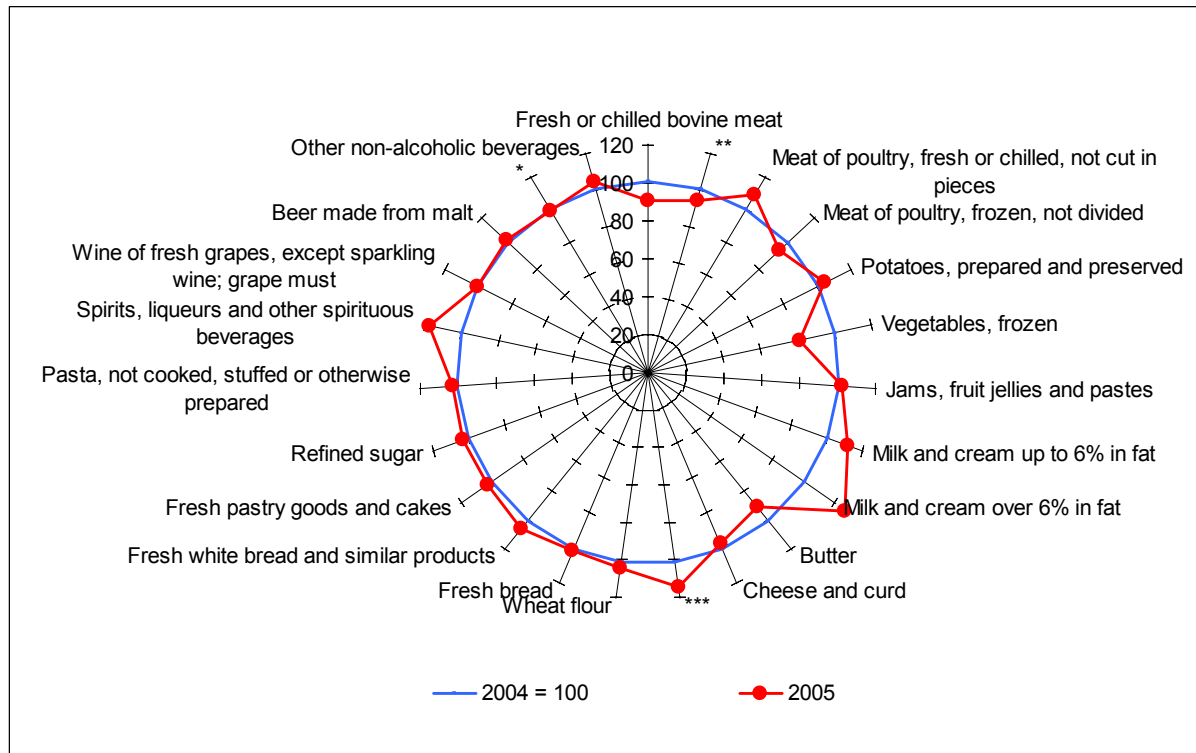 Fresh or chilled bovine meat
**
Meat of poultry, fresh or chilled, not cut in
pieces
Meat of poultry, frozen, not divided
Potatoes, prepared and preserved
Vegetables, frozen
Jams, fruit jellies and pastes
Milk and cream up to 6% in fat
Milk and cream over 6% in fat
Butter
Cheese and curd
***
Wheat flour
Fresh bread
Fresh white bread and similar products
Fresh pastry goods and cakes
Refined sugar
Pasta, not cooked, stuffed or otherwise
prepared
Spirits, liqueurs and other spirituous
beverages
Wine of fresh grapes, except sparkling
wine; grape must
Beer made from malt
*
Other non-alcoholic beverages
120
100
80
60
40
20
0
2004 = 100
2005